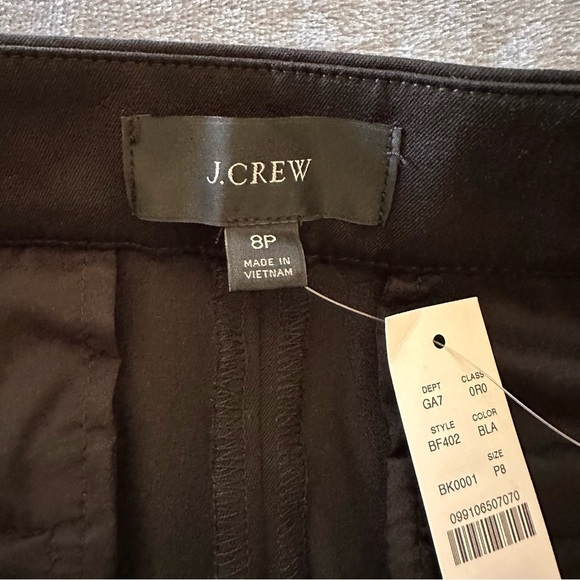 J.CREW
8P
MADE IN
VIETNAM
DEPT CLASS
GA7 0R0
STYLE COLOR
BF402 BLA
SIZE
BK0001 P8
099106507070